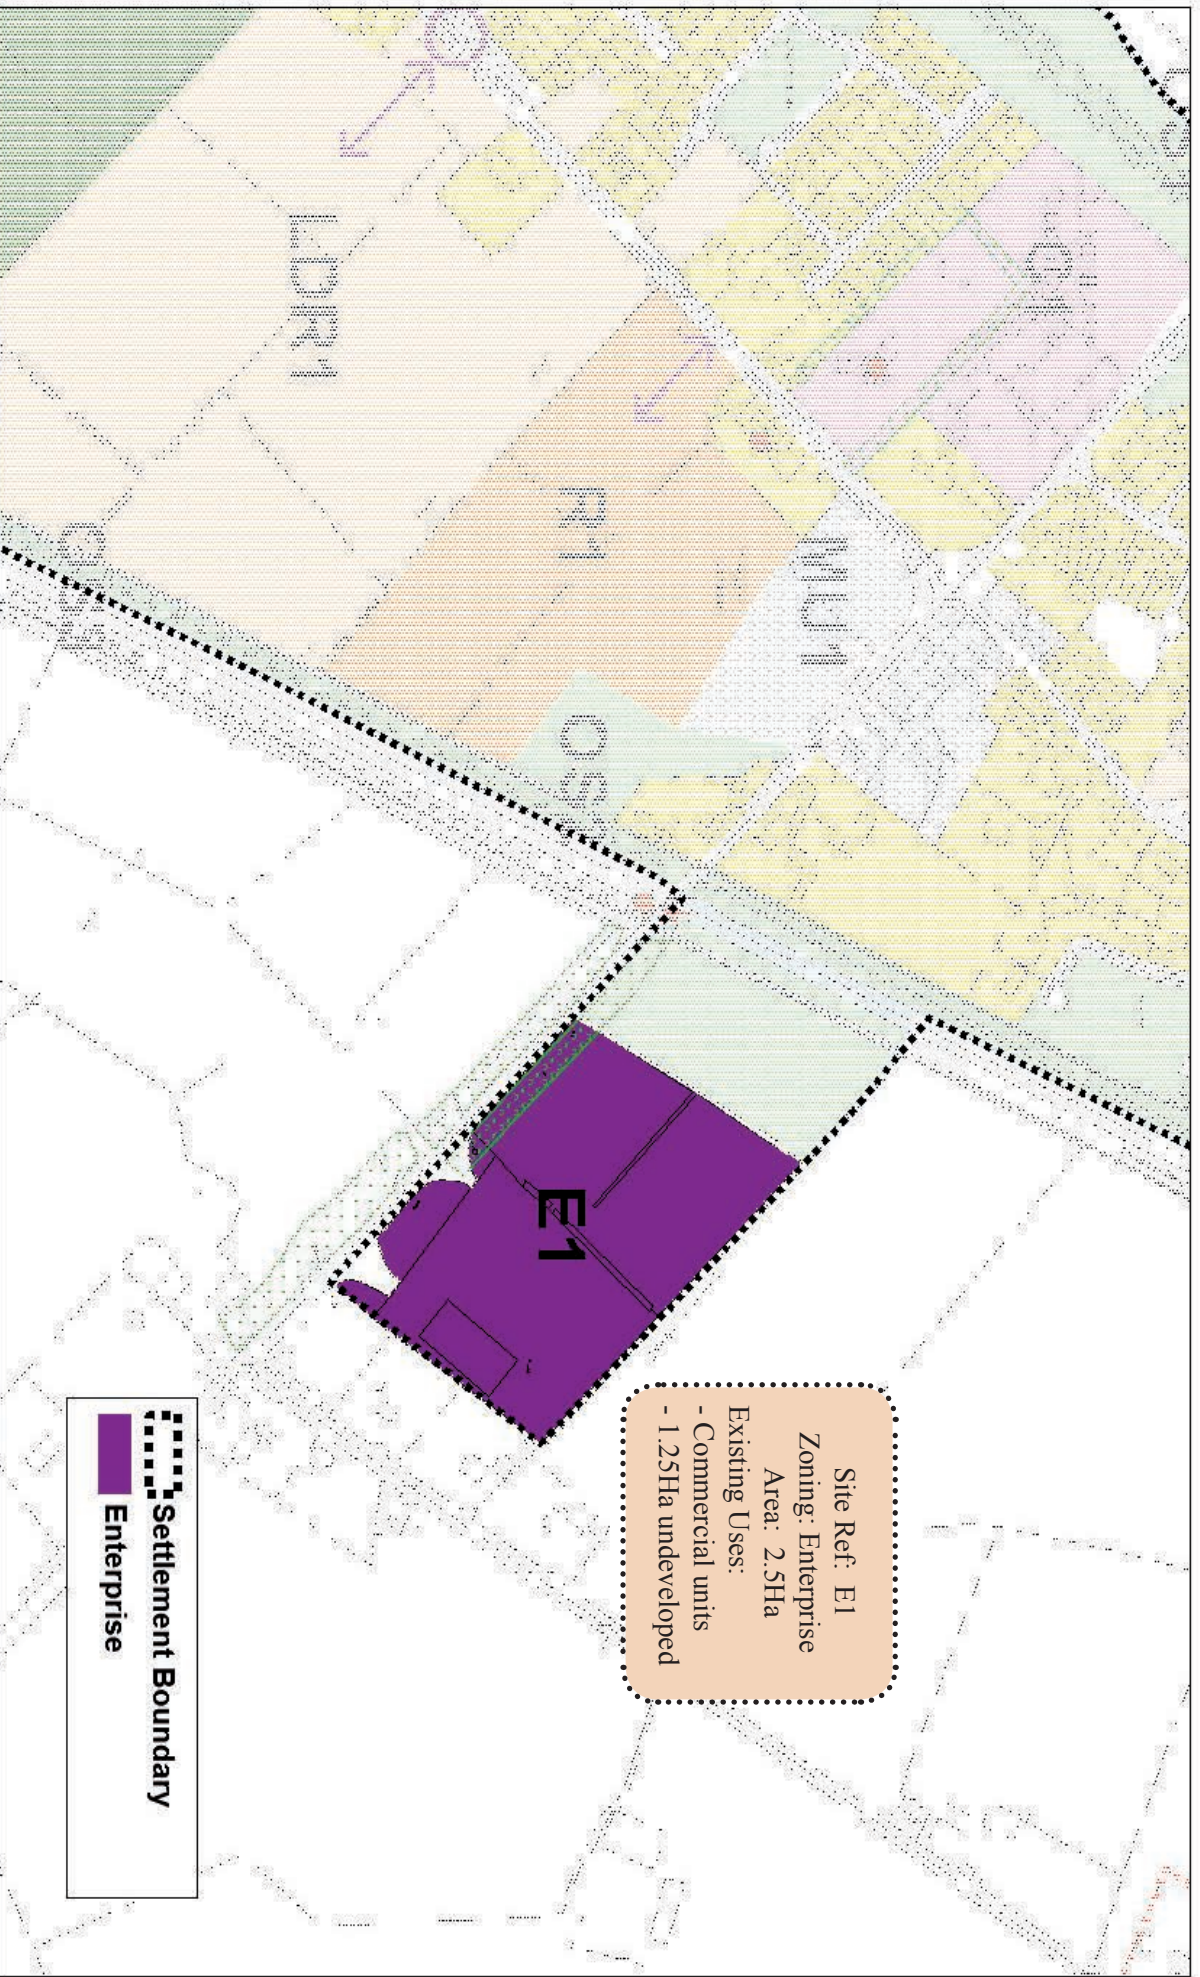 Site Ref: E1
Zoning: Enterprise
Area: 2.5Ha
Existing Uses:
- Commercial units
- 1.25Ha undeveloped
E1
MU1
R1
OS
LDR1
Settlement Boundary
Enterprise